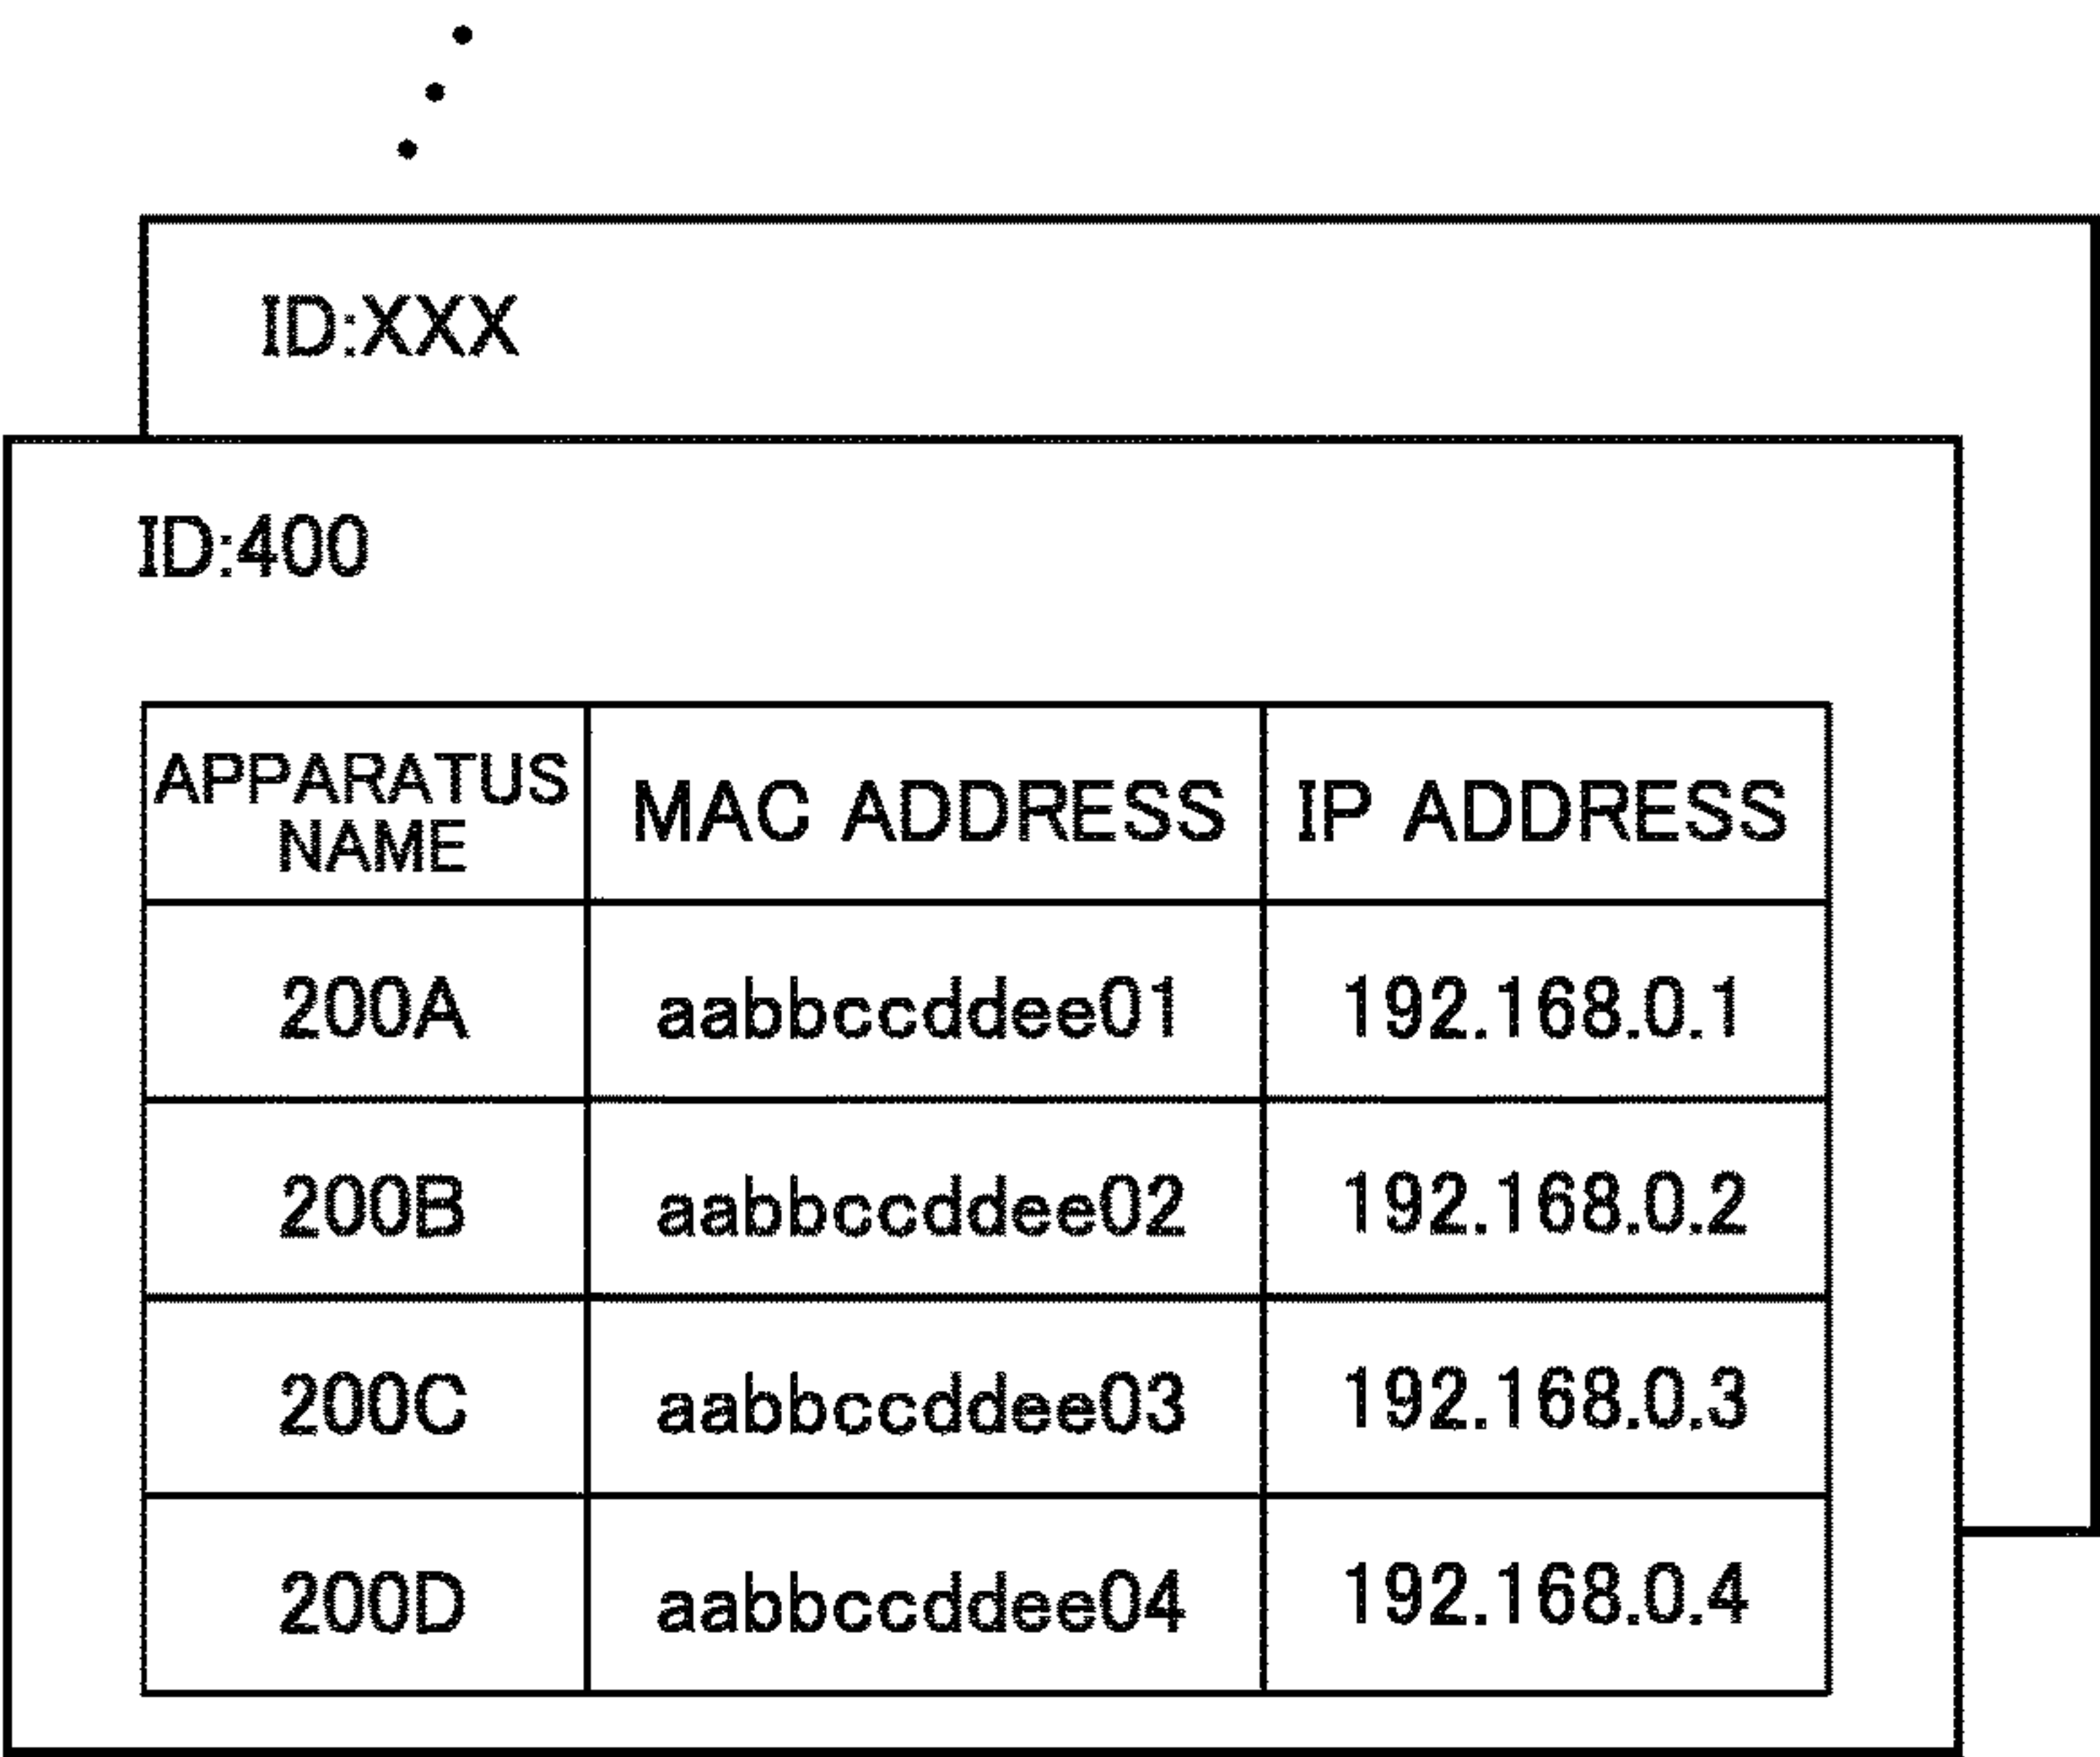 ID:XXX
ID:400
APPARATUS NAME MAC ADDRESS IP ADDRESS
200A aabbccddee01 192.168.0.1
200B aabbccddee02 192.168.0.2
200C aabbccddee03 192.168.0.3
200D aabbccddee04 192.168.0.4